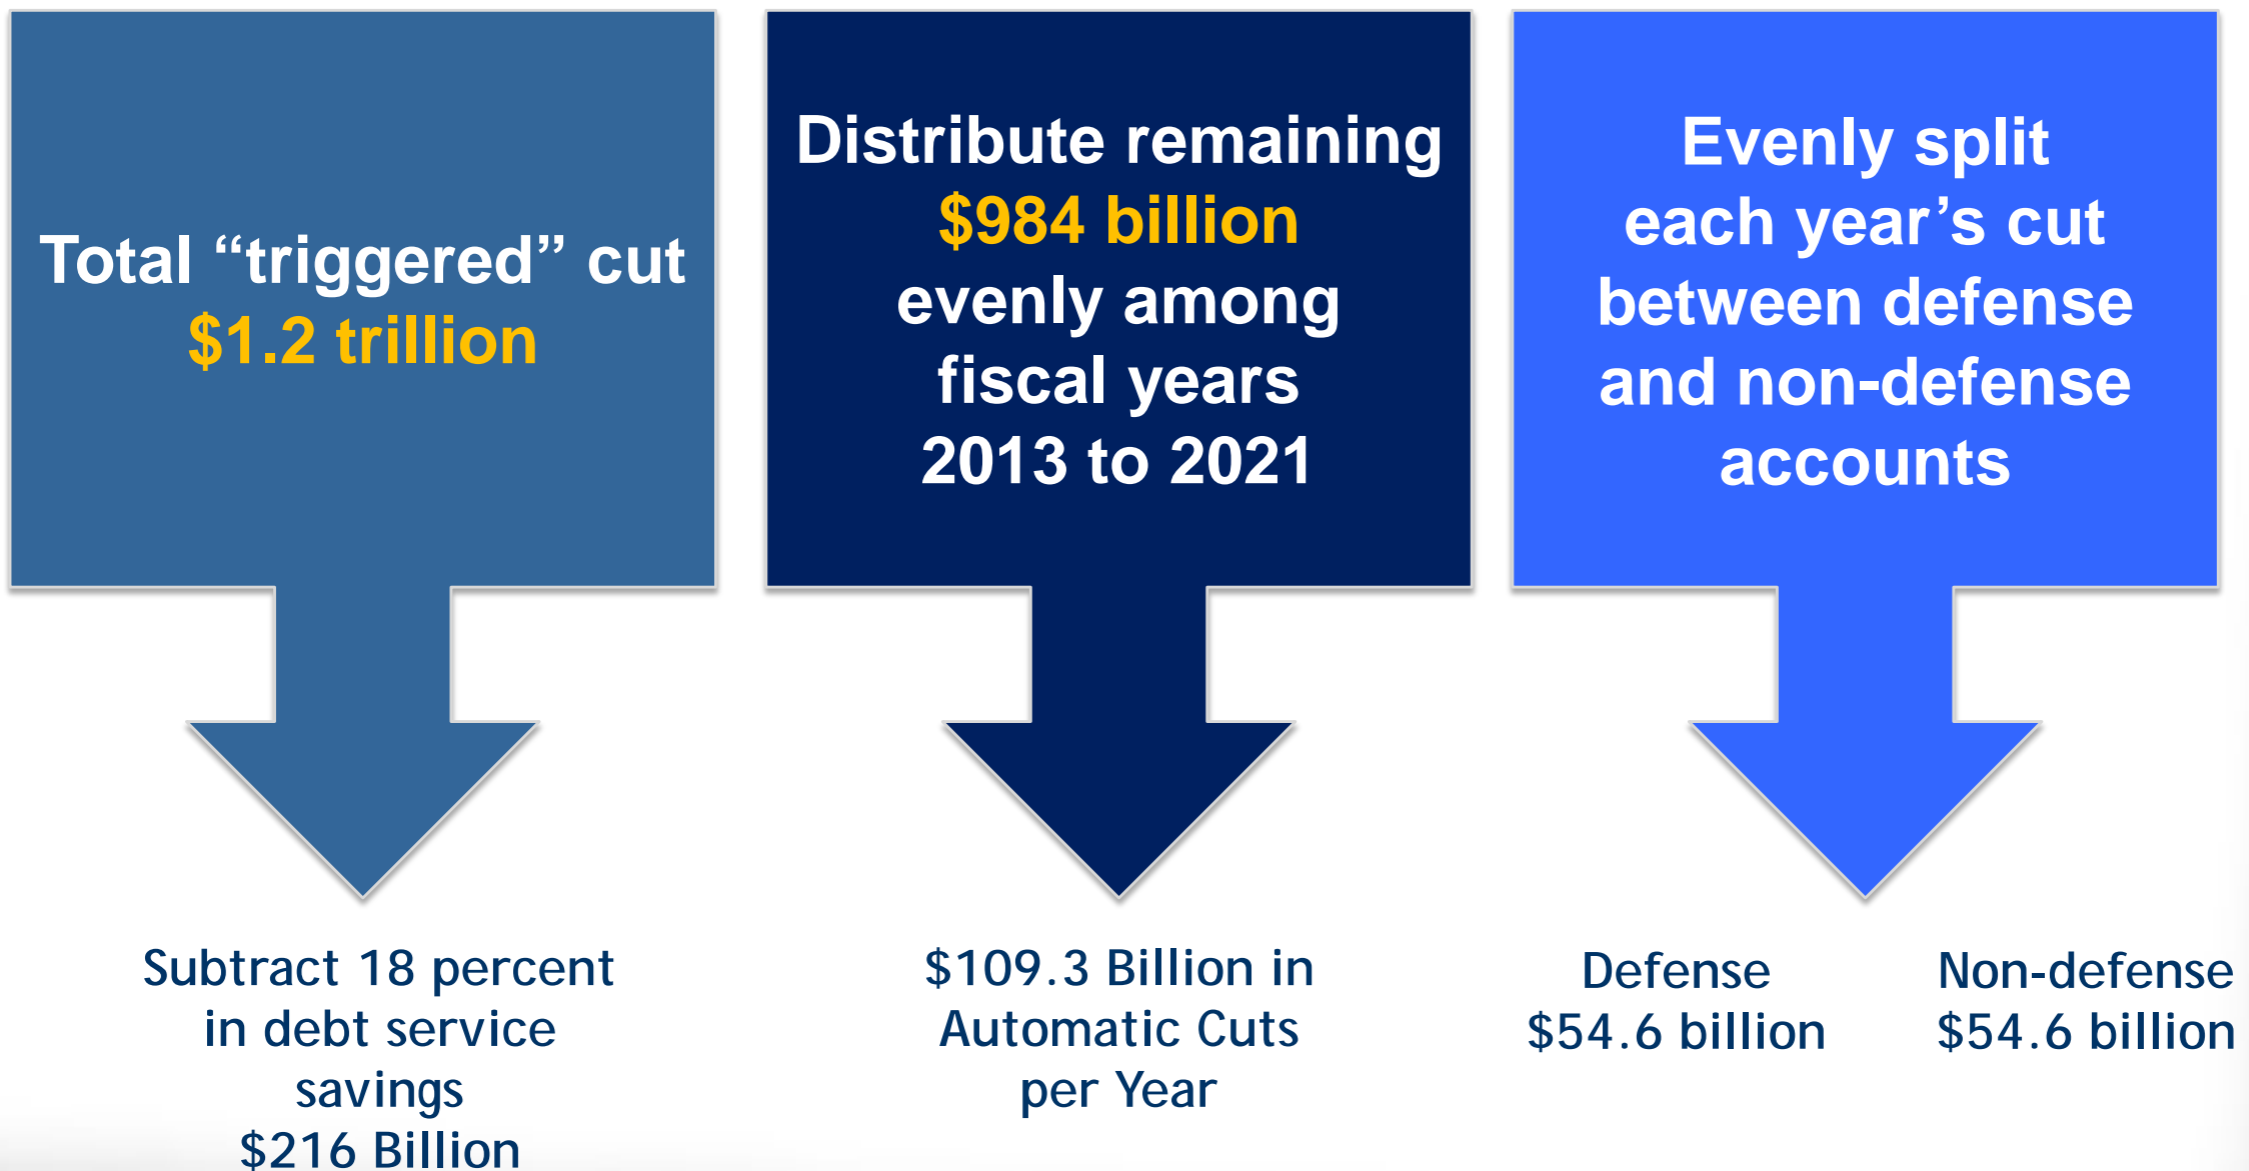 Total “triggered” cut
$1.2 trillion
Subtract 18 percent
in debt service
savings
$216 Billion
Distribute remaining
$984 billion
evenly among
fiscal years
2013 to 2021
$109.3 Billion in
Automatic Cuts
per Year
Evenly split
each year’s cut
between defense
and non-defense
accounts
Defense
$54.6 billion
Non-defense
$54.6 billion